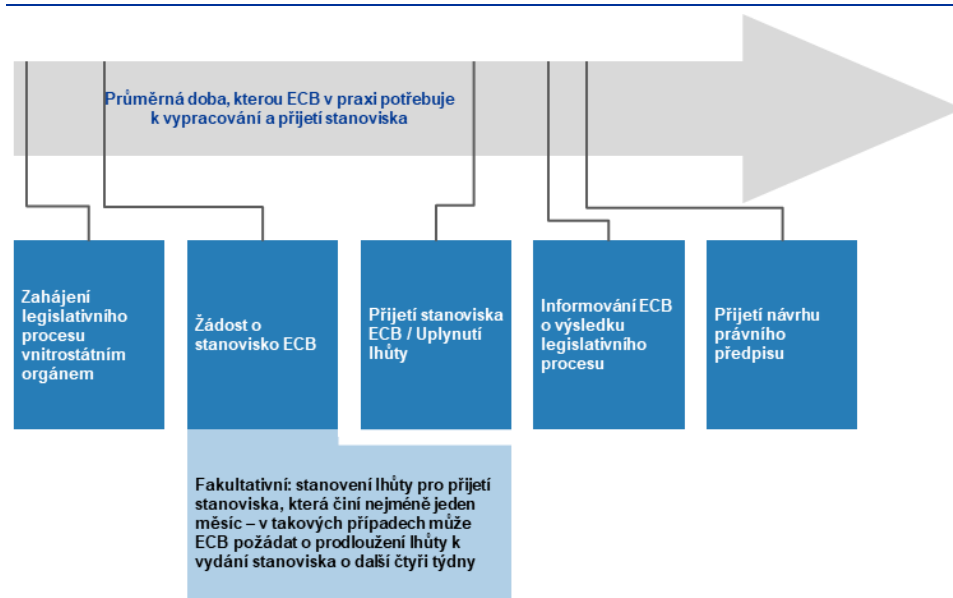 Průměrná doba, kterou ECB v praxi potřebuje
k vypracování a přijetí stanoviska
Zahájení
legislativního
procesu
vnitrostátním
orgánem
Žádost o
stanovisko ECB
Přijetí stanoviska
ECB / Uplynutí
lhůty
Informování ECB
o výsledku
legislativního
procesu
Přijetí návrhu
právního
předpisu
Fakultativní: stanovení lhůty pro přijetí
stanoviska, která činí nejméně jeden
měsíc – v takových případech může
ECB požádat o prodloužení lhůty k
vydání stanoviska o další čtyři týdny